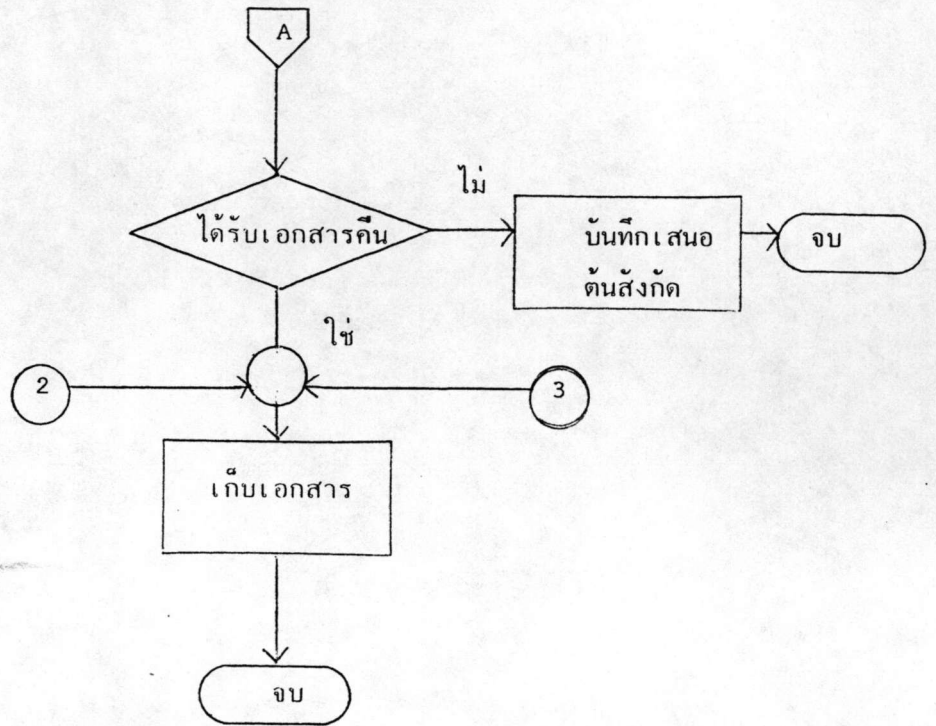 A
ไม่
ได้รับเอกสารคืน
บันทึกเสนอ
ต้นสังกัด
จบ
ใช่
2
3
เก็บเอกสาร
จบ